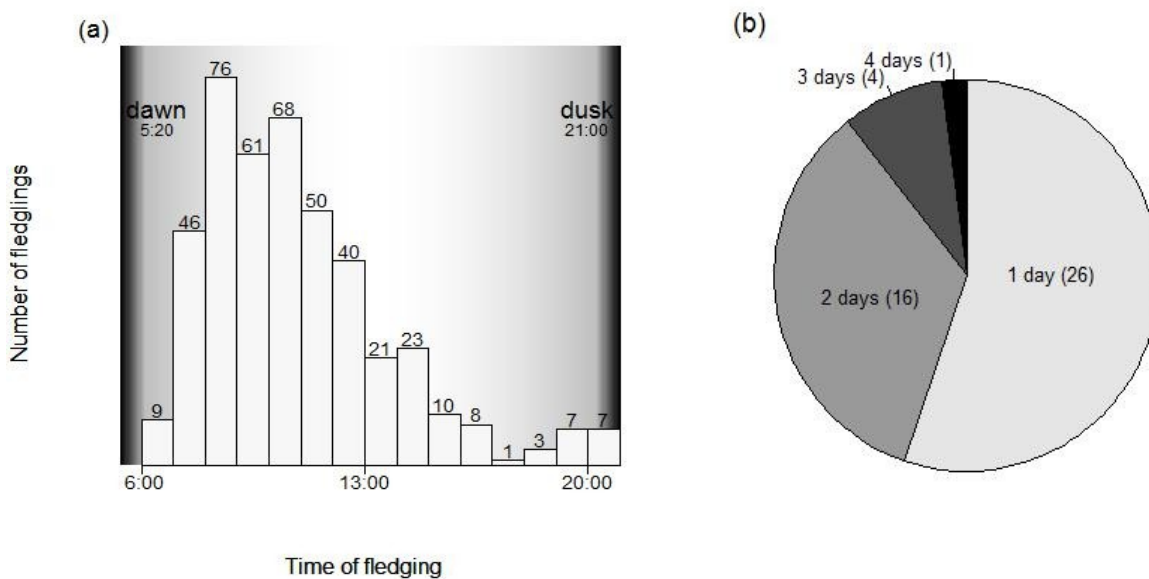 (a)
Number of fledglings
dawn
5:20
dusk
21:00
9
46
76
61
68
50
40
21
23
10
8
1
3
7
7
6:00
13:00
20:00
Time of fledging
(b)
4 days (1)
3 days (4)
2 days (16)
1 day (26)